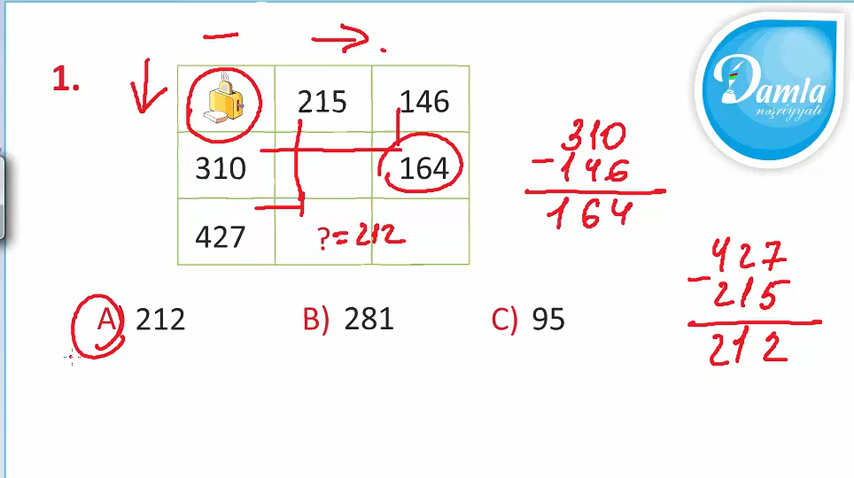 1.
215 146
310 164
427 ? = 212
A) 212 B) 281 C) 95
310
- 146
164
427
- 215
212
Damla
nəşriyyatı